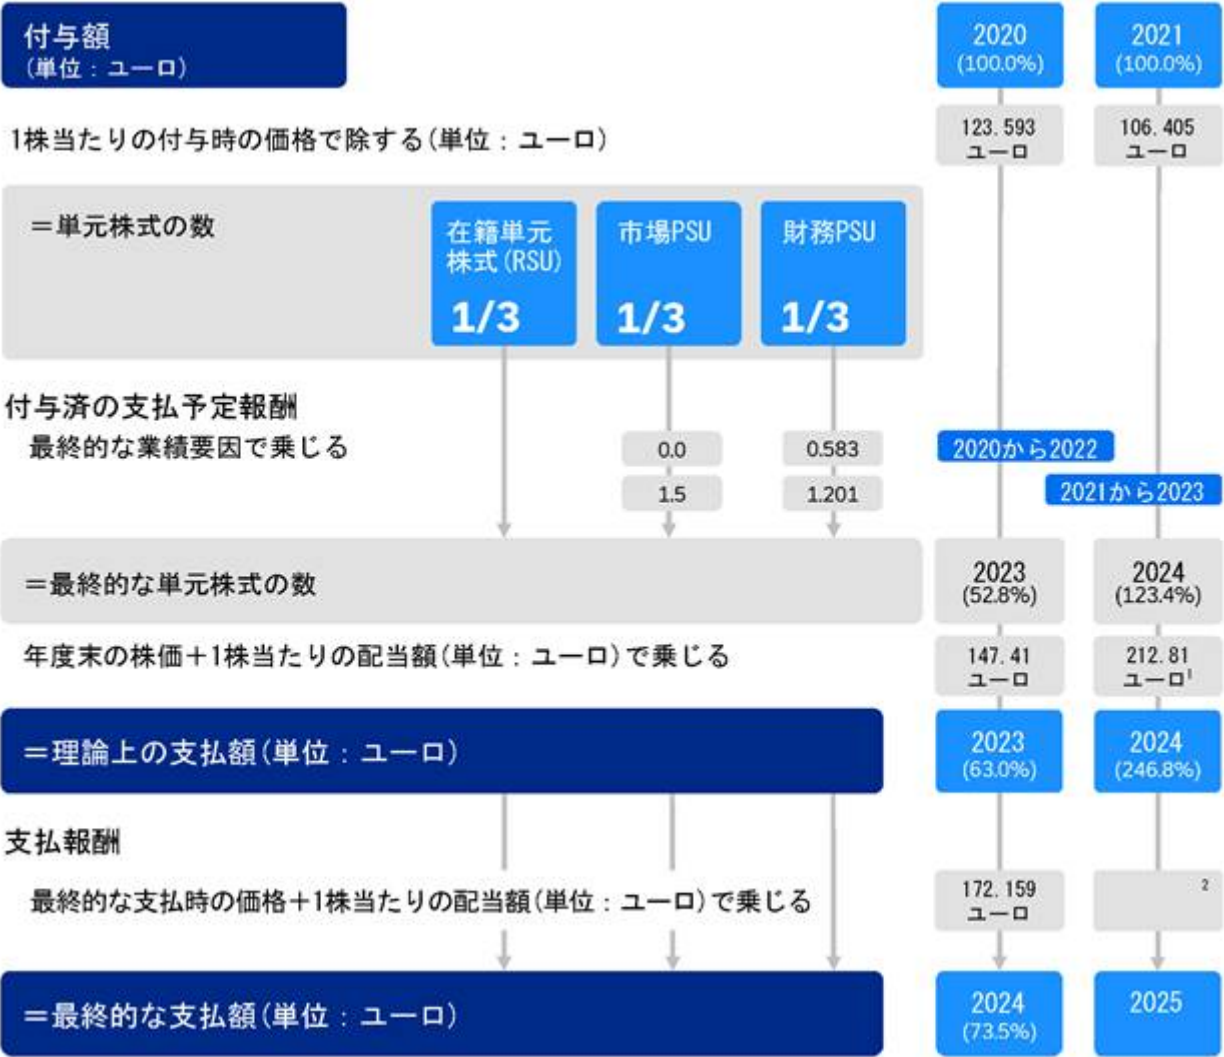 付与額
(単位：ユーロ)
2020
(100.0%)
2021
(100.0%)
1株当たりの付与時の価格で除する(単位：ユーロ)
123.593
ユーロ
106.405
ユーロ
＝単元株式の数
在籍単元
株式(RSU)
1/3
市場PSU
1/3
財務PSU
1/3
付与済の支払予定報酬
最終的な業績要因で乗じる
0.0
0.583
2020から2022
1.5
1.201
2021から2023
＝最終的な単元株式の数
2023
(52.8%)
2024
(123.4%)
年度末の株価＋1株当たりの配当額(単位：ユーロ)で乗じる
147.41
ユーロ
212.81
ユーロ¹
＝理論上の支払額(単位：ユーロ)
2023
(63.0%)
2024
(246.8%)
支払報酬
最終的な支払時の価格＋1株当たりの配当額(単位：ユーロ)で乗じる
172.159
ユーロ
2
＝最終的な支払額(単位：ユーロ)
2024
(73.5%)
2025